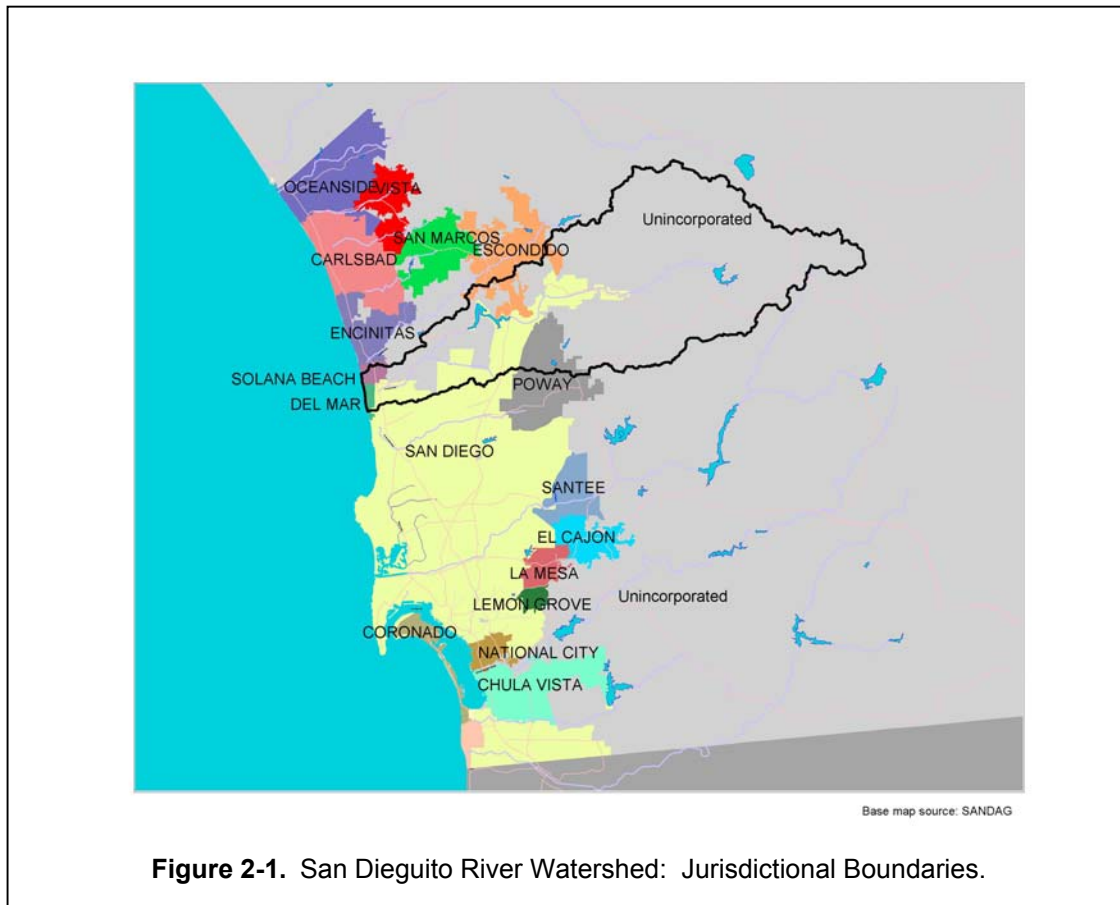 OCEANSIDE
VISTA
Unincorporated
SAN MARCOS
ESCONDIDO
CARLSBAD
ENCINITAS
SOLANA BEACH
POWAY
DEL MAR
SAN DIEGO
SANTEE
EL CAJON
LA MESA
Unincorporated
LEMON GROVE
CORONADO
NATIONAL CITY
CHULA VISTA
Base map source: SANDAG
Figure 2-1. San Dieguito River Watershed: Jurisdictional Boundaries.